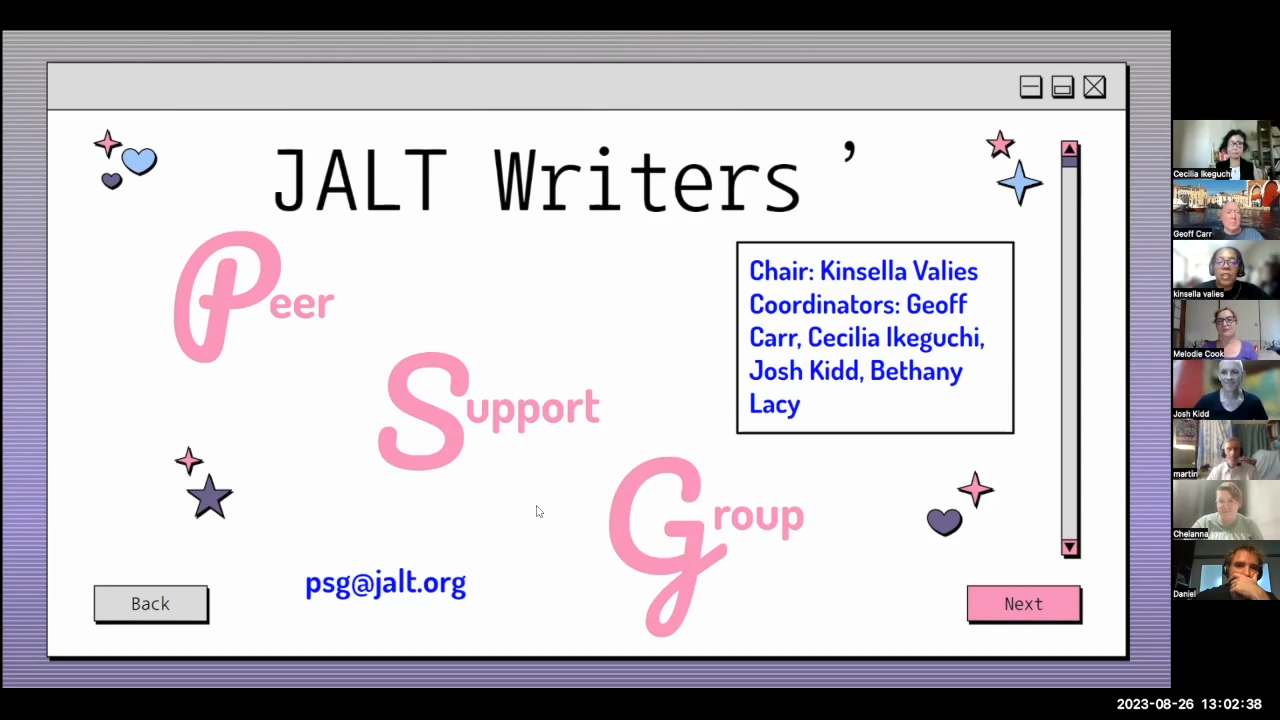 JALT Writers'
Peer
Support
Group
Chair: Kinsella Valies
Coordinators: Geoff
Carr, Cecilia Ikeguchi,
Josh Kidd, Bethany
Lacy
psg@jalt.org
Back
Next
Cecilia Ikeguchi
Geoff Carr
kinsella valies
Melodie Cook
Josh Kidd
martin
Chelanna
Daniel
2023-08-26 13:02:38